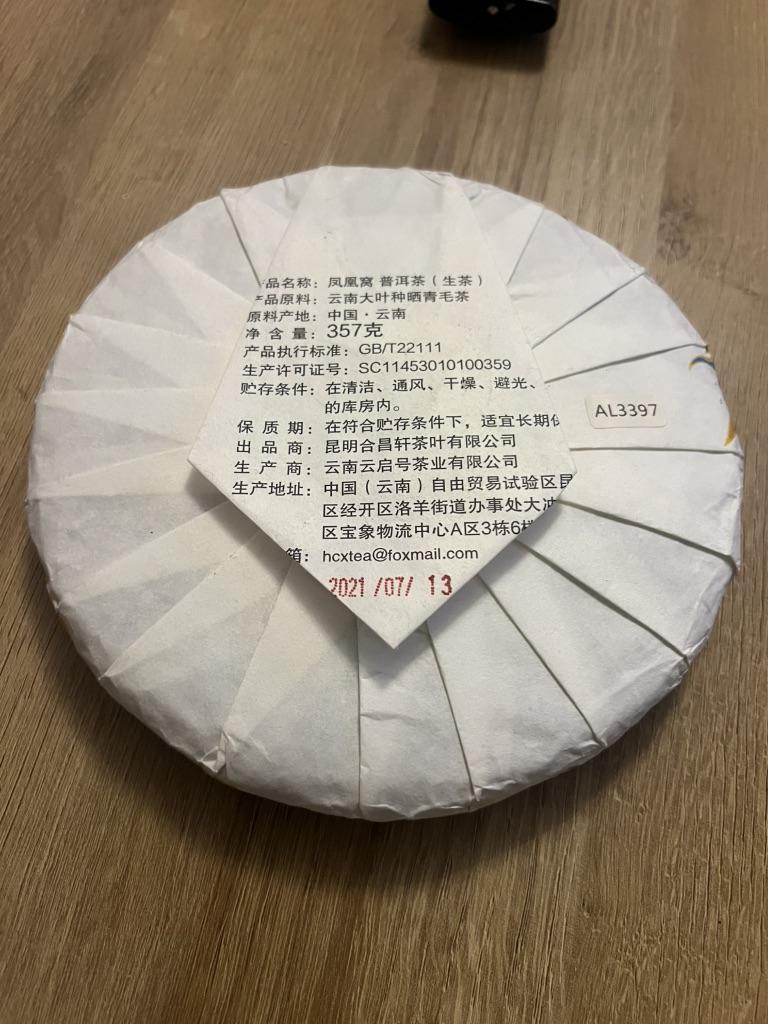 品名称：凤凰窝 普洱茶（生茶）
产品原料：云南大叶种晒青毛茶
原料产地：中国·云南
净 含 量：357克
产品执行标准：GB/T22111
生产许可证号：SC11453010100359
贮存条件：在清洁、通风、干燥、避光、
的库房内。
保 质 期：在符合贮存条件下，适宜长期保
出 品 商：昆明合昌轩茶叶有限公司
生 产 商：云南云启号茶业有限公司
生产地址：中国（云南）自由贸易试验区昆
区经开区洛羊街道办事处大冲
区宝象物流中心A区3栋6楼
箱：hcxtea@foxmail.com
2021/07/ 13
AL3397